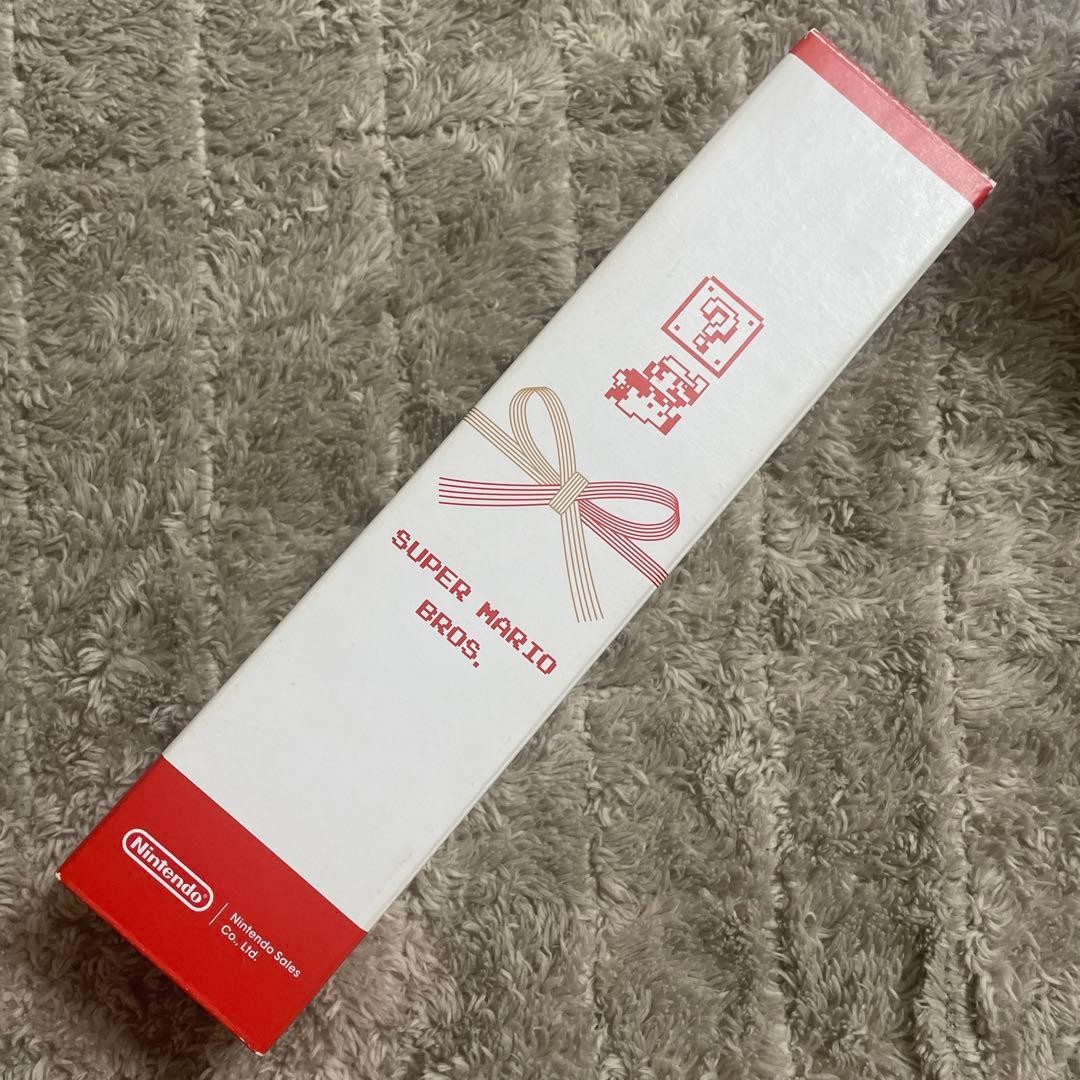 ?
SUPER MARIO
BROS.
Nintendo®
Nintendo Sales
Co., Ltd.